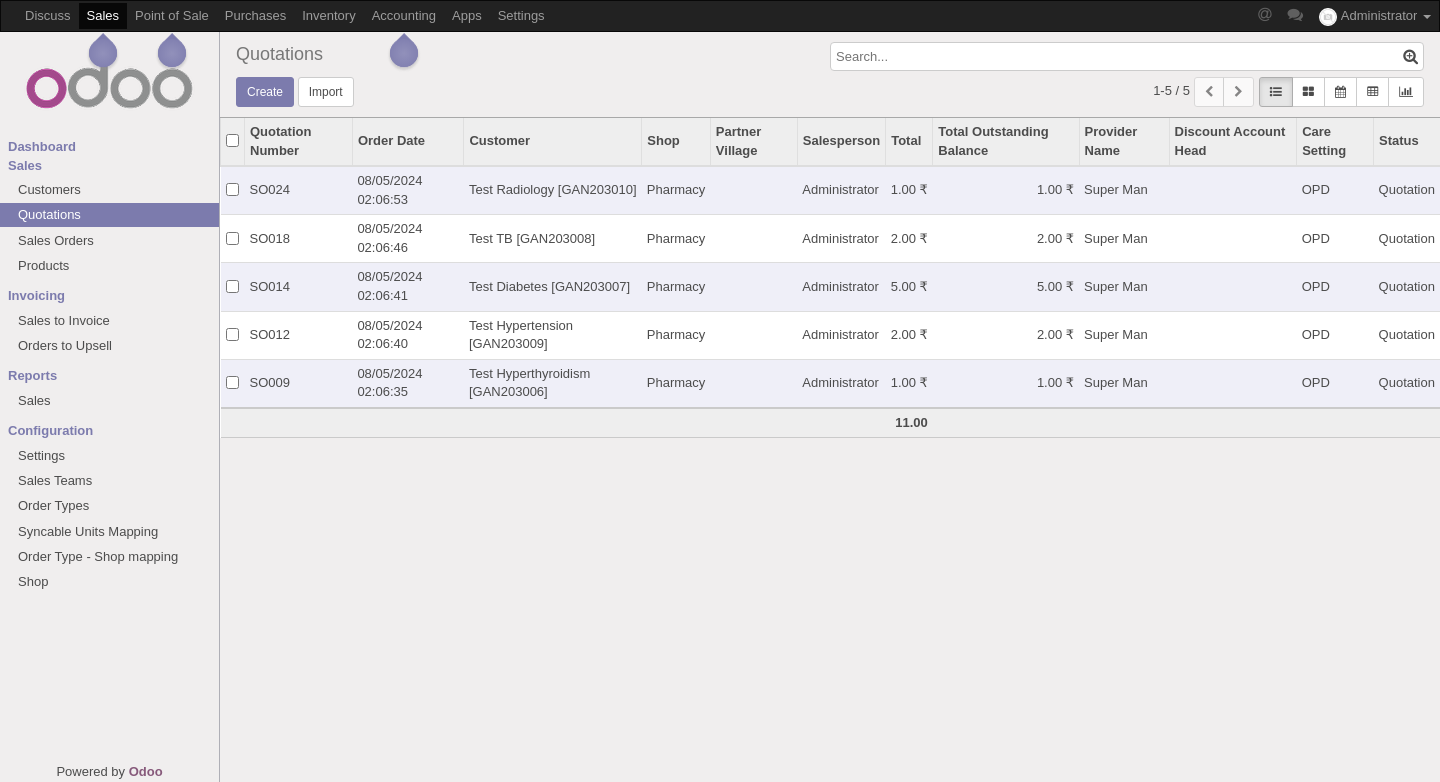 Discuss Sales Point of Sale Purchases Inventory Accounting Apps Settings @ Administrator
odoo
Dashboard
Sales
Customers
Quotations
Sales Orders
Products
Invoicing
Sales to Invoice
Orders to Upsell
Reports
Sales
Configuration
Settings
Sales Teams
Order Types
Syncable Units Mapping
Order Type - Shop mapping
Shop
Powered by Odoo
Quotations
Search...
Create Import
1-5 / 5
Quotation Number Order Date Customer Shop Partner Village Salesperson Total Total Outstanding Balance Provider Name Discount Account Head Care Setting Status
SO024 08/05/2024 02:06:53 Test Radiology [GAN203010] Pharmacy Administrator 1.00 ₹ 1.00 ₹ Super Man OPD Quotation
SO018 08/05/2024 02:06:46 Test TB [GAN203008] Pharmacy Administrator 2.00 ₹ 2.00 ₹ Super Man OPD Quotation
SO014 08/05/2024 02:06:41 Test Diabetes [GAN203007] Pharmacy Administrator 5.00 ₹ 5.00 ₹ Super Man OPD Quotation
SO012 08/05/2024 02:06:40 Test Hypertension [GAN203009] Pharmacy Administrator 2.00 ₹ 2.00 ₹ Super Man OPD Quotation
SO009 08/05/2024 02:06:35 Test Hyperthyroidism [GAN203006] Pharmacy Administrator 1.00 ₹ 1.00 ₹ Super Man OPD Quotation
11.00